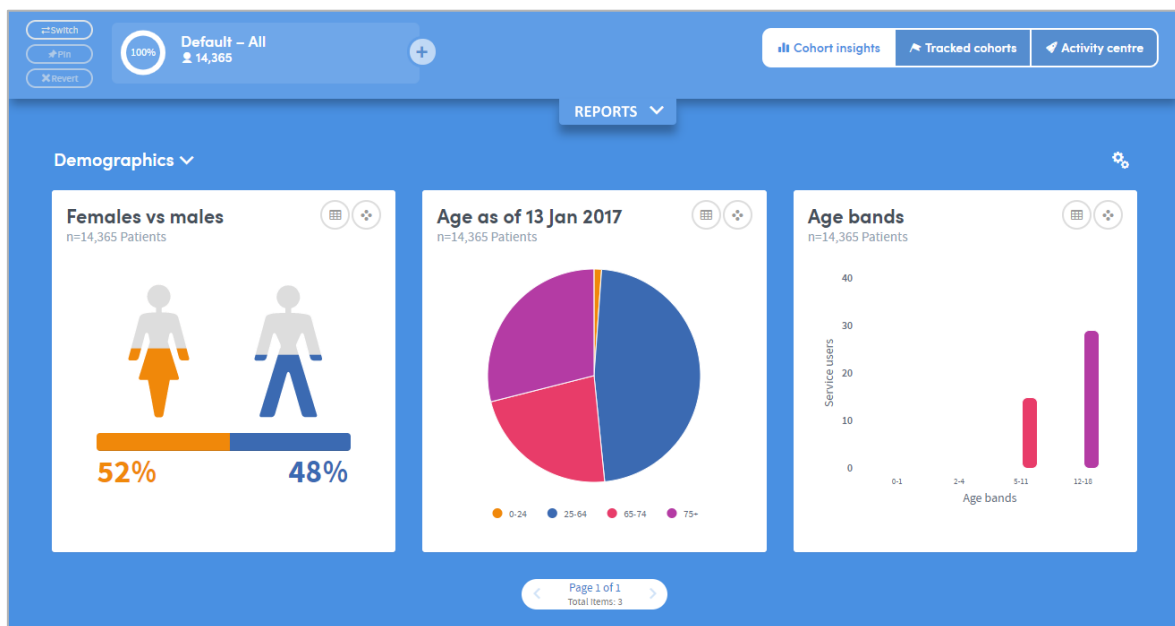 Switch
Pin
Revert
100%
Default – All
14,365
+
Cohort insights
Tracked cohorts
Activity centre
REPORTS
Demographics
Females vs males
n=14,365 Patients
52%
48%
Age as of 13 Jan 2017
n=14,365 Patients
0-24
25-64
65-74
75+
Age bands
n=14,365 Patients
40
30
20
10
0
Service users
0-1
2-4
5-11
12-18
Age bands
Page 1 of 1
Total Items: 3